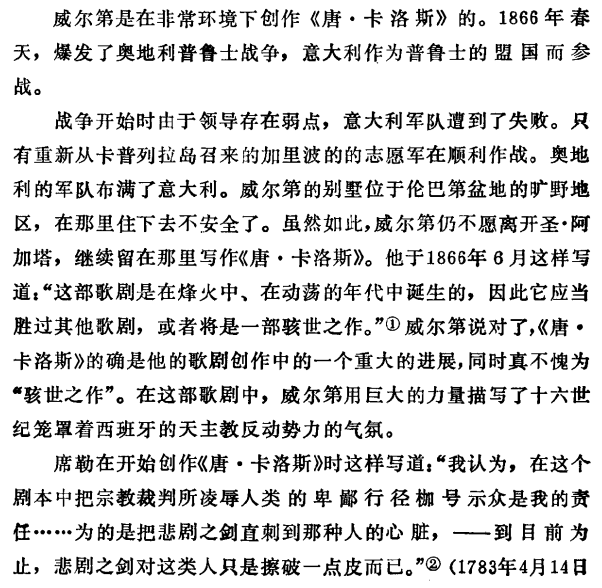 威尔第是在非常环境下创作《唐·卡洛斯》的。1866年春
天，爆发了奥地利普鲁士战争，意大利作为普鲁士的盟国而参
战。
战争开始时由于领导存在弱点，意大利军队遭到了失败。只
有重新从卡普列拉岛召来的加里波的的志愿军在顺利作战。奥地
利的军队布满了意大利。威尔第的别墅位于伦巴第盆地的旷野地
区，在那里住下去不安全了。虽然如此，威尔第仍不愿离开圣·阿
加塔，继续留在那里写作《唐·卡洛斯》。他于1866年6月这样写
道：“这部歌剧是在烽火中、在动荡的年代中诞生的，因此它应当
胜过其他歌剧，或者将是一部骇世之作。”①威尔第说对了，《唐·
卡洛斯》的确是他的歌剧创作中的一个重大的进展，同时真不愧为
“骇世之作”。在这部歌剧中，威尔第用巨大的力量描写了十六世
纪笼罩着西班牙的天主教反动势力的气氛。
席勒在开始创作《唐·卡洛斯》时这样写道：“我认为，在这个
剧本中把宗教裁判所凌辱人类的卑鄙行径枷号示众是我的责
任……为的是把悲剧之剑直刺到那种人的心脏，——到目前为
止，悲剧之剑对这类人只是擦破一点皮而已。”②（1783年4月14日